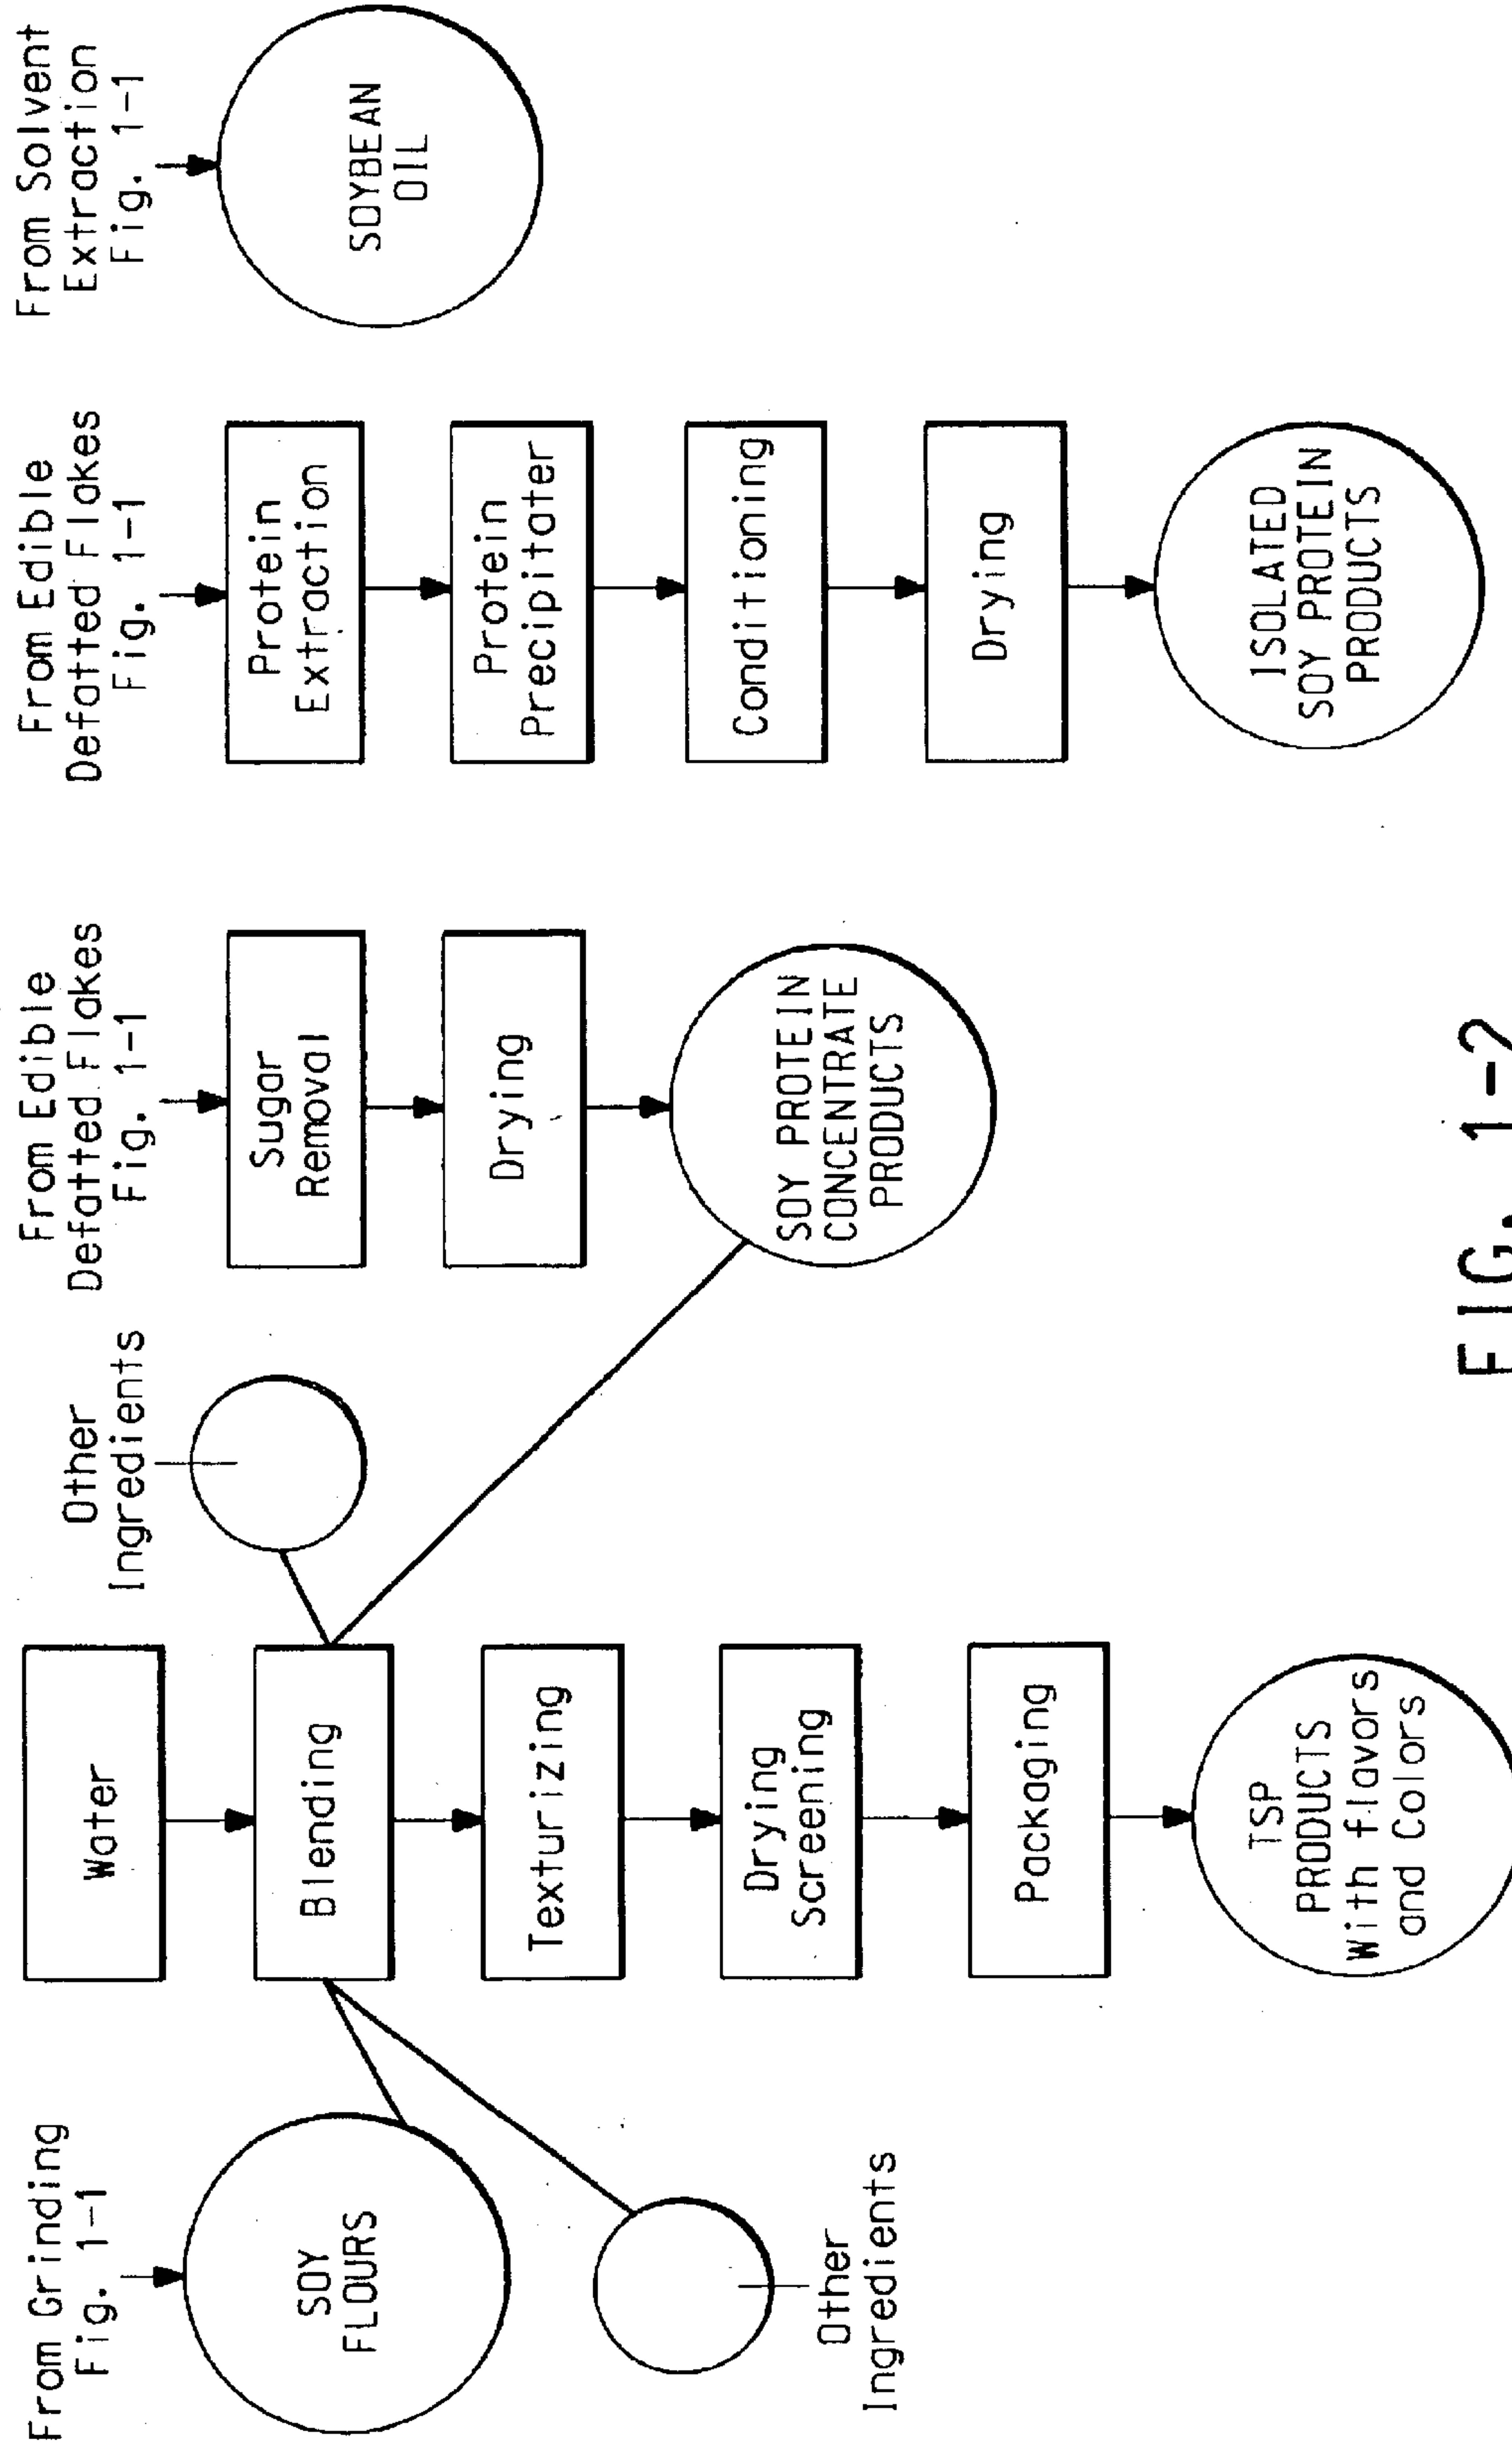 From Grinding
Fig. 1-1
SOY
FLOURS
Other
Ingredients
Water
Blending
Texturizing
Drying
Screening
Packaging
TSP
PRODUCTS
With flavors
and Colors
Other
Ingredients
From Edible
Defatted Flakes
Fig. 1-1
Sugar
Removal
Drying
SOY PROTEIN
CONCENTRATE
PRODUCTS
From Edible
Defatted Flakes
Fig. 1-1
Protein
Extraction
Protein
Precipitater
Conditioning
Drying
ISOLATED
SOY PROTEIN
PRODUCTS
From Solvent
Extraction
Fig. 1-1
SOYBEAN
OIL
FIG. 1-2